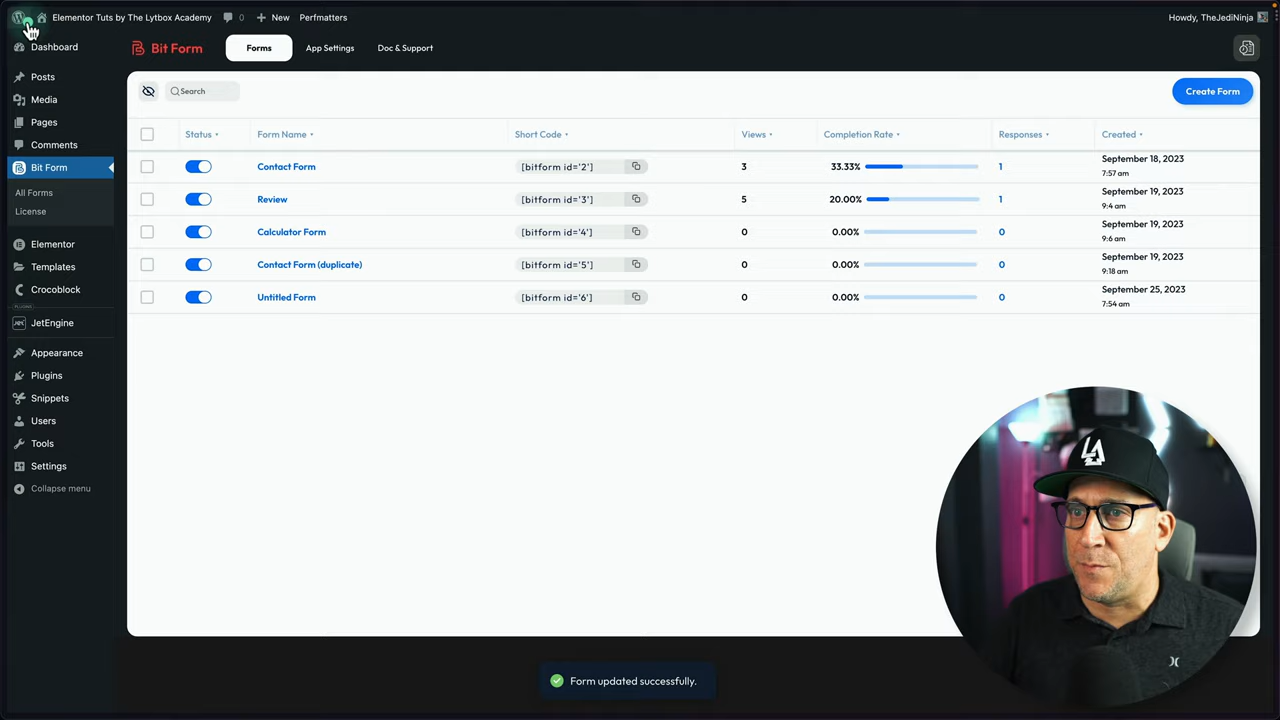 Elementor Tuts by The Lytbox Academy 0 New Perfmatters Howdy, TheJediNinja
Dashboard
Posts
Media
Pages
Comments
Bit Form
All Forms
License
Elementor
Templates
Crocoblock
JetEngine
Appearance
Plugins
Snippets
Users
Tools
Settings
Collapse menu
Bit Form Forms App Settings Doc & Support
Search Create Form
Status Form Name Short Code Views Completion Rate Responses Created
Contact Form [bitform id='2'] 3 33.33% 1 September 18, 2023
7:57 am
Review [bitform id='3'] 5 20.00% 1 September 19, 2023
9:4 am
Calculator Form [bitform id='4'] 0 0.00% 0 September 19, 2023
9:6 am
Contact Form (duplicate) [bitform id='5'] 0 0.00% 0 September 19, 2023
9:18 am
Untitled Form [bitform id='6'] 0 0.00% 0 September 25, 2023
7:54 am
Form updated successfully.